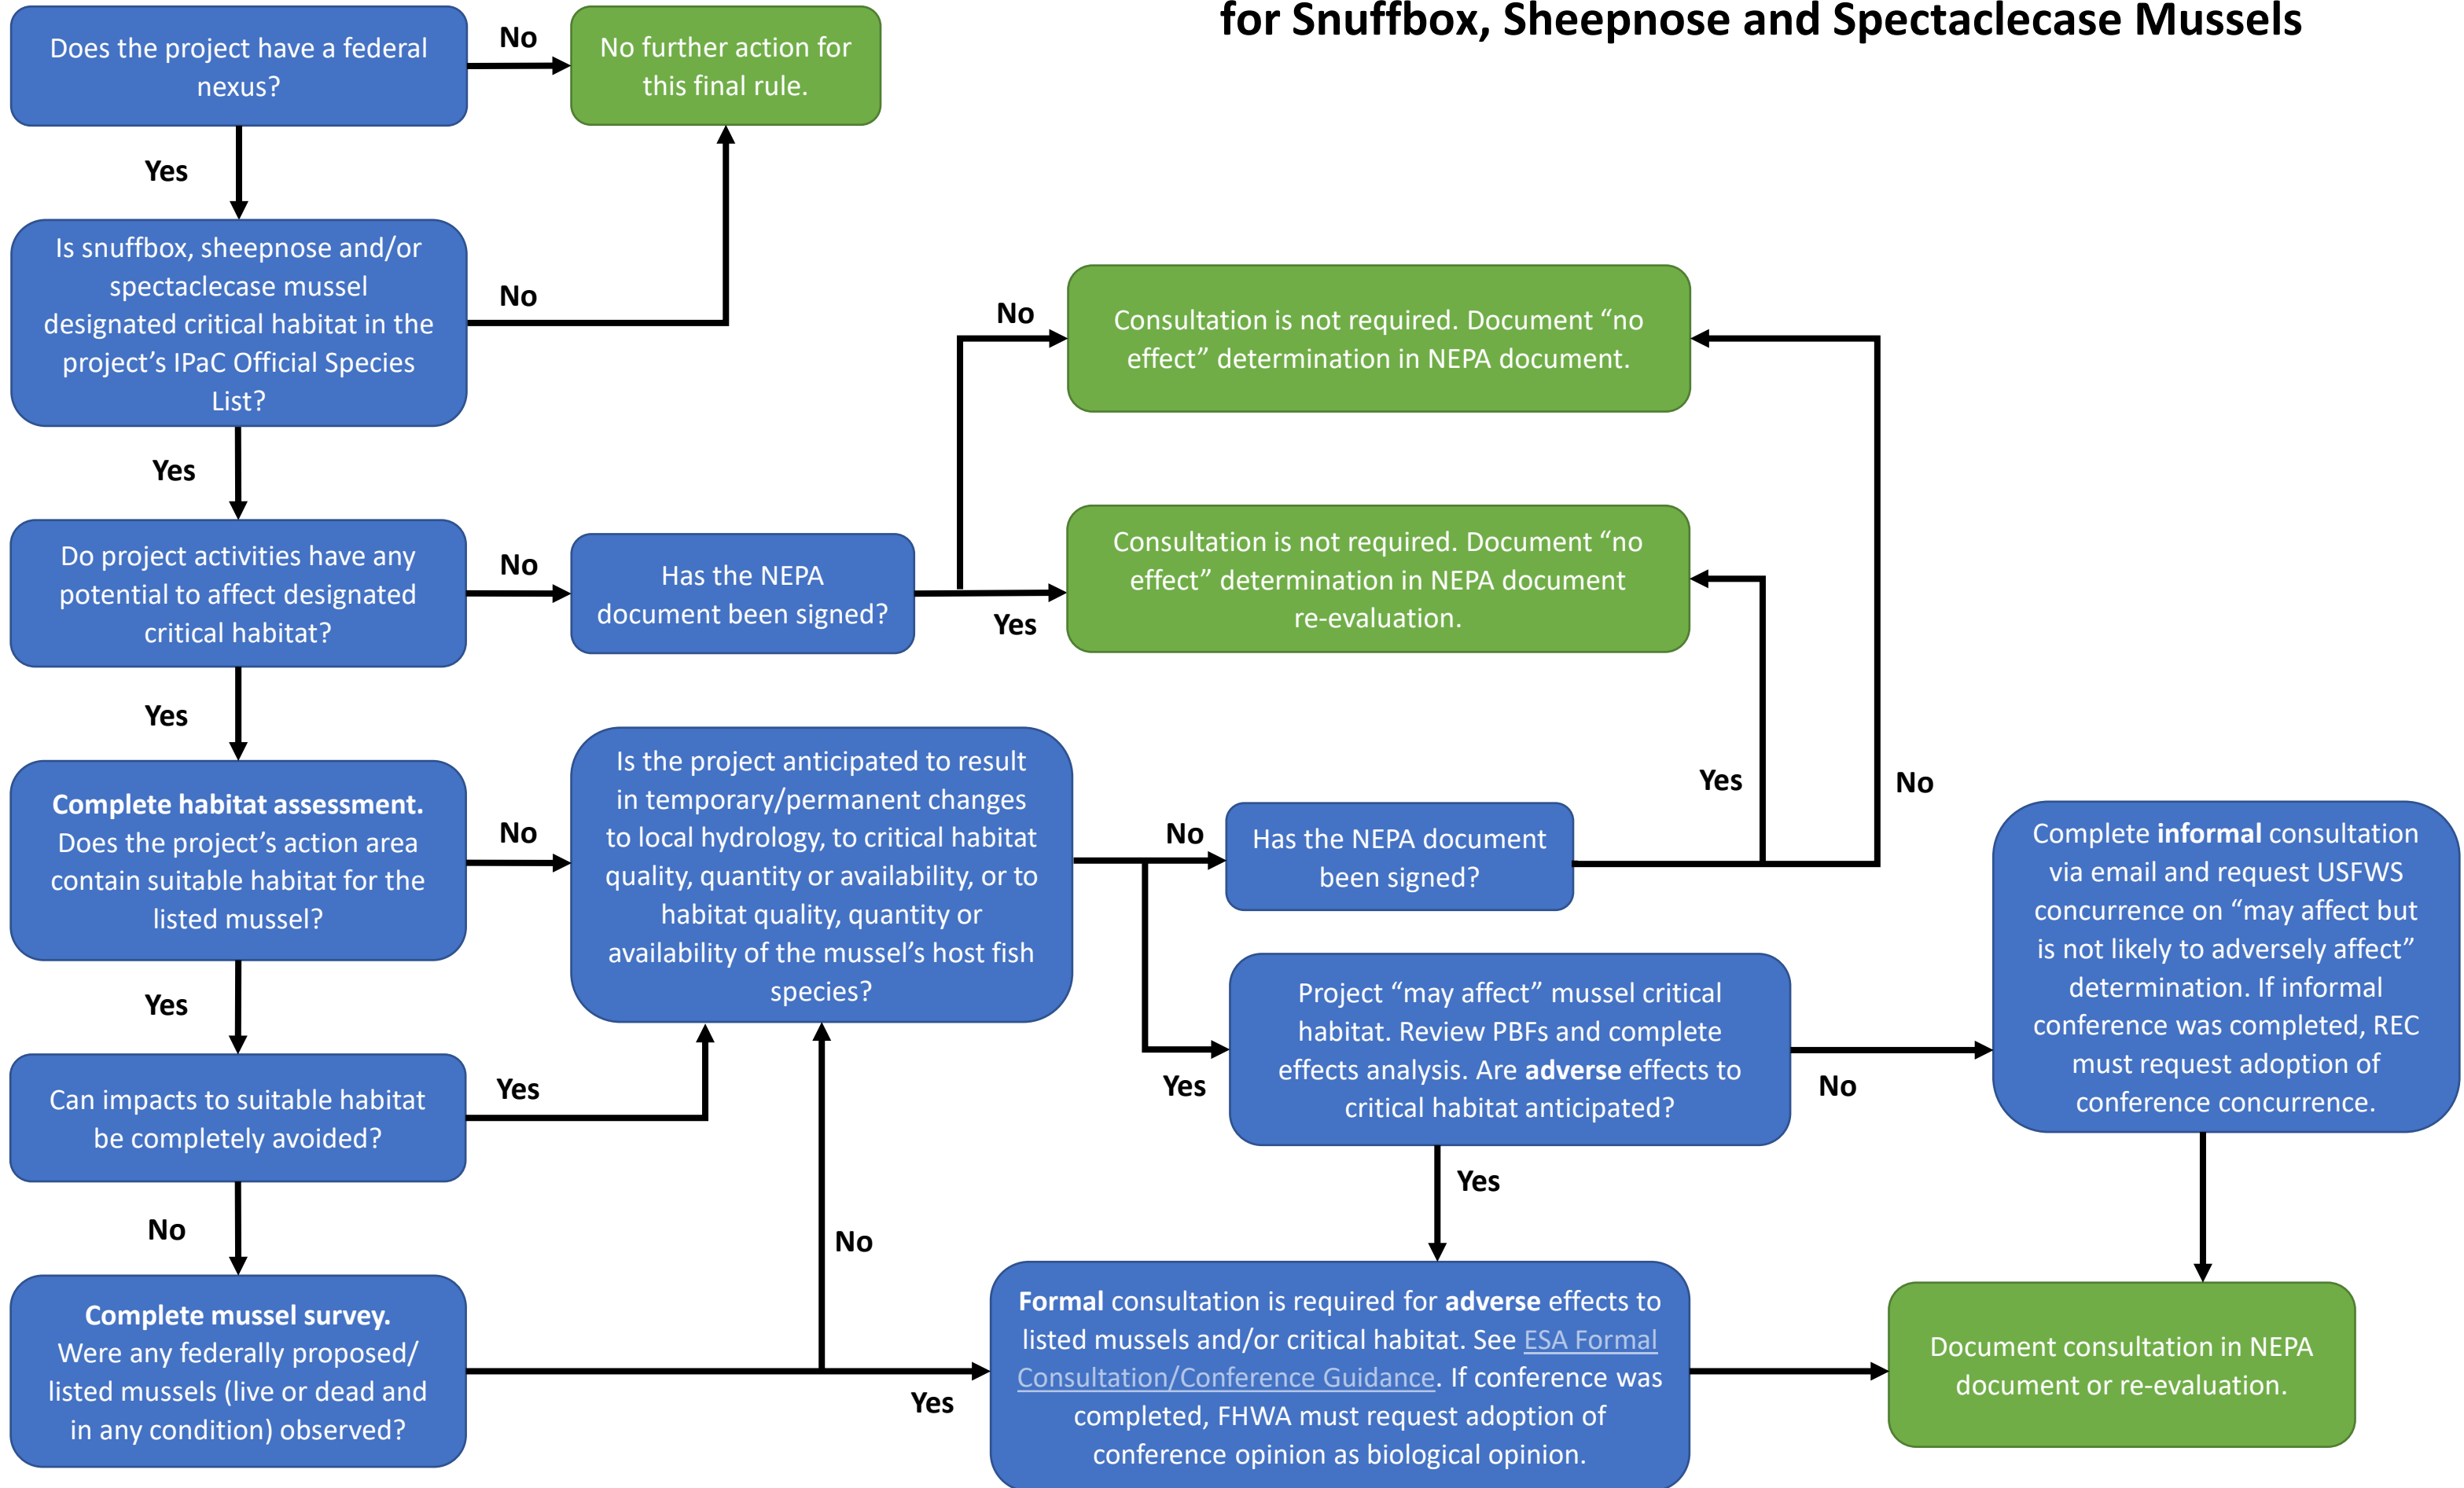 for Snuffbox, Sheepnose and Spectaclecase Mussels
Does the project have a federal
nexus?
No
No further action for
this final rule.
Yes
Is snuffbox, sheepnose and/or
spectaclecase mussel
designated critical habitat in the
project’s IPaC Official Species
List?
No
Yes
Do project activities have any
potential to affect designated
critical habitat?
No
Has the NEPA
document been signed?
No
Consultation is not required. Document “no
effect” determination in NEPA document.
Yes
Consultation is not required. Document “no
effect” determination in NEPA document
re-evaluation.
Yes
Complete habitat assessment.
Does the project’s action area
contain suitable habitat for the
listed mussel?
No
Is the project anticipated to result
in temporary/permanent changes
to local hydrology, to critical habitat
quality, quantity or availability, or to
habitat quality, quantity or
availability of the mussel’s host fish
species?
No
Has the NEPA document
been signed?
Yes
No
Yes
Project “may affect” mussel critical
habitat. Review PBFs and complete
effects analysis. Are adverse effects to
critical habitat anticipated?
No
Complete informal consultation
via email and request USFWS
concurrence on “may affect but
is not likely to adversely affect”
determination. If informal
conference was completed, REC
must request adoption of
conference concurrence.
Yes
Can impacts to suitable habitat
be completely avoided?
Yes
No
Complete mussel survey.
Were any federally proposed/
listed mussels (live or dead and
in any condition) observed?
No
Yes
Yes
Formal consultation is required for adverse effects to
listed mussels and/or critical habitat. See ESA Formal
Consultation/Conference Guidance. If conference was
completed, FHWA must request adoption of
conference opinion as biological opinion.
Document consultation in NEPA
document or re-evaluation.